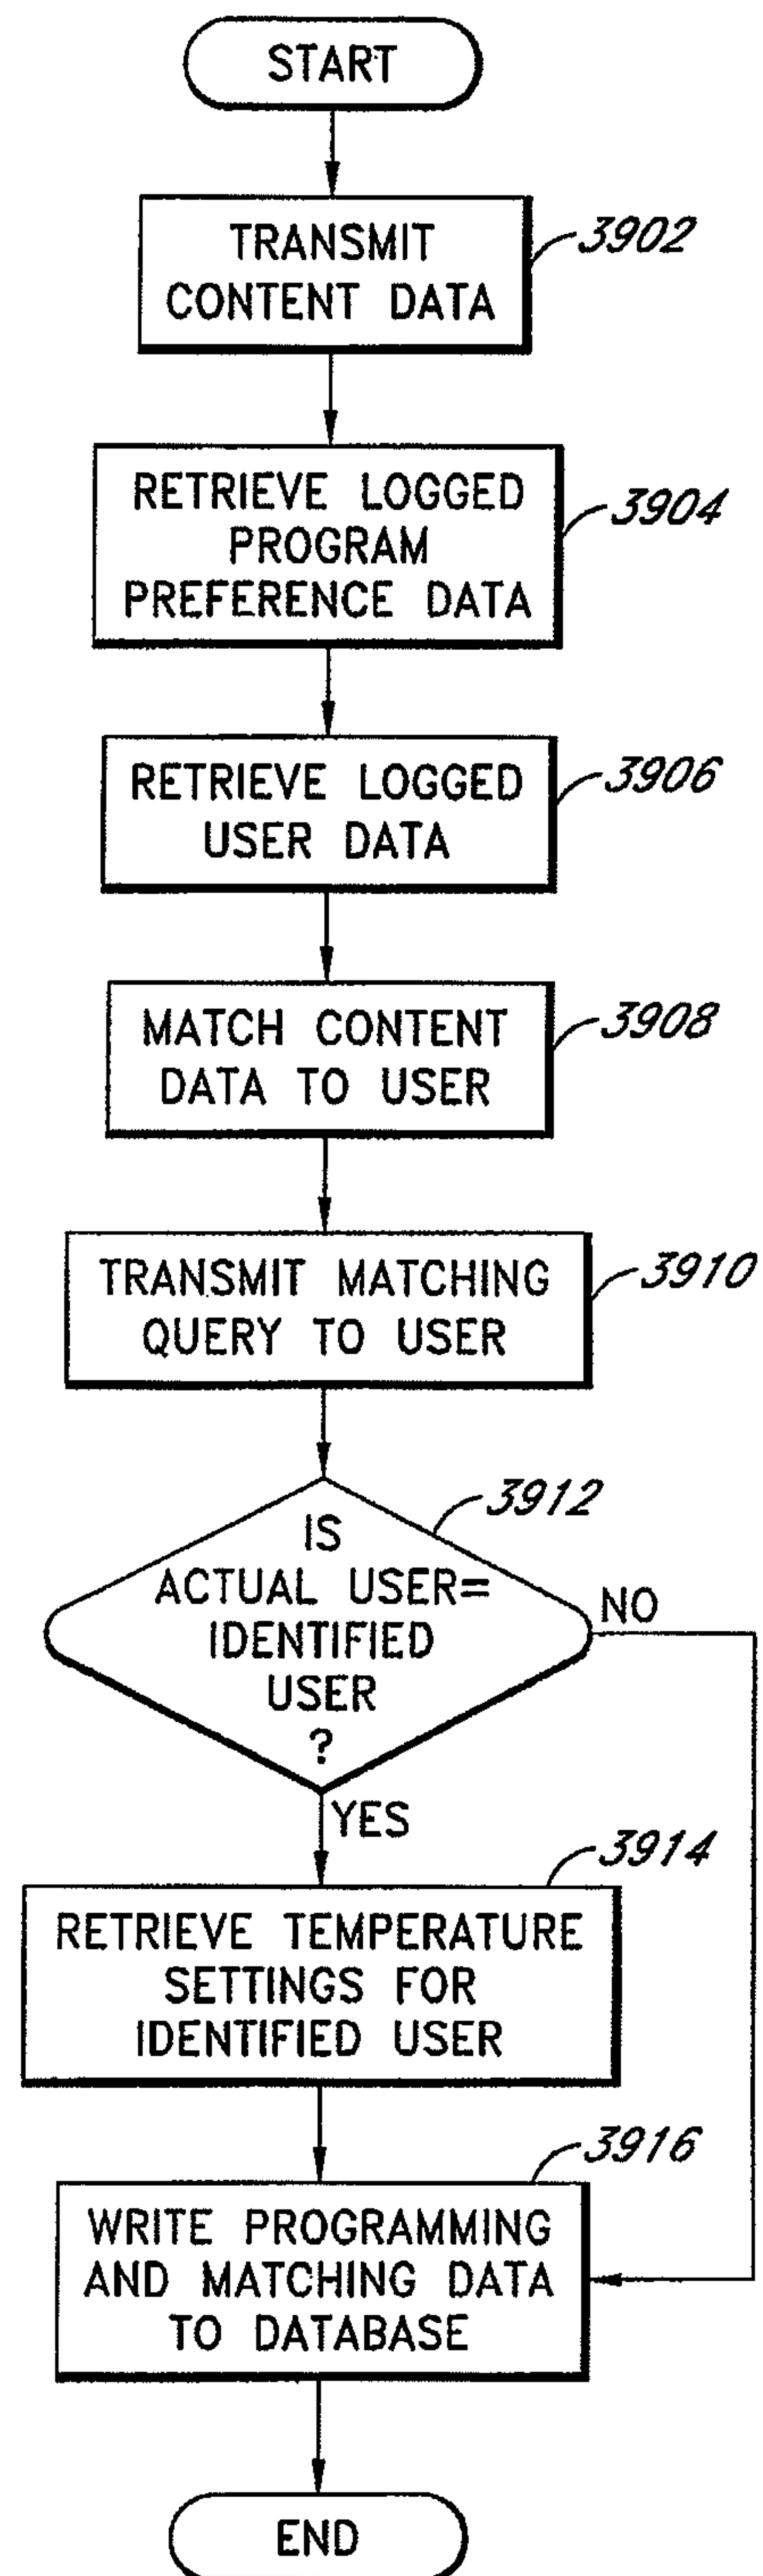 START
TRANSMIT
CONTENT DATA
3902
RETRIEVE LOGGED
PROGRAM
PREFERENCE DATA
3904
RETRIEVE LOGGED
USER DATA
3906
MATCH CONTENT
DATA TO USER
3908
TRANSMIT MATCHING
QUERY TO USER
3910
3912
IS
ACTUAL USER=
IDENTIFIED
USER
?
NO
YES
3914
RETRIEVE TEMPERATURE
SETTINGS FOR
IDENTIFIED USER
3916
WRITE PROGRAMMING
AND MATCHING DATA
TO DATABASE
END